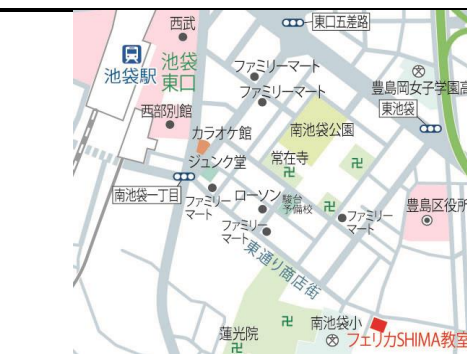 西武
東口五差路
池袋駅
池袋
東口
ファミリーマート
ファミリーマート
豊島岡女子学園高
東池袋
西部別館
カラオケ館
南池袋公園
ジュンク堂
常在寺
南池袋一丁目
ファミリー
マート
ローソン
駿台
予備校
ファミリー
マート
豊島区役所
ファミリー
マート
東通り商店街
蓮光院
南池袋小
フェリカSHIMA教室